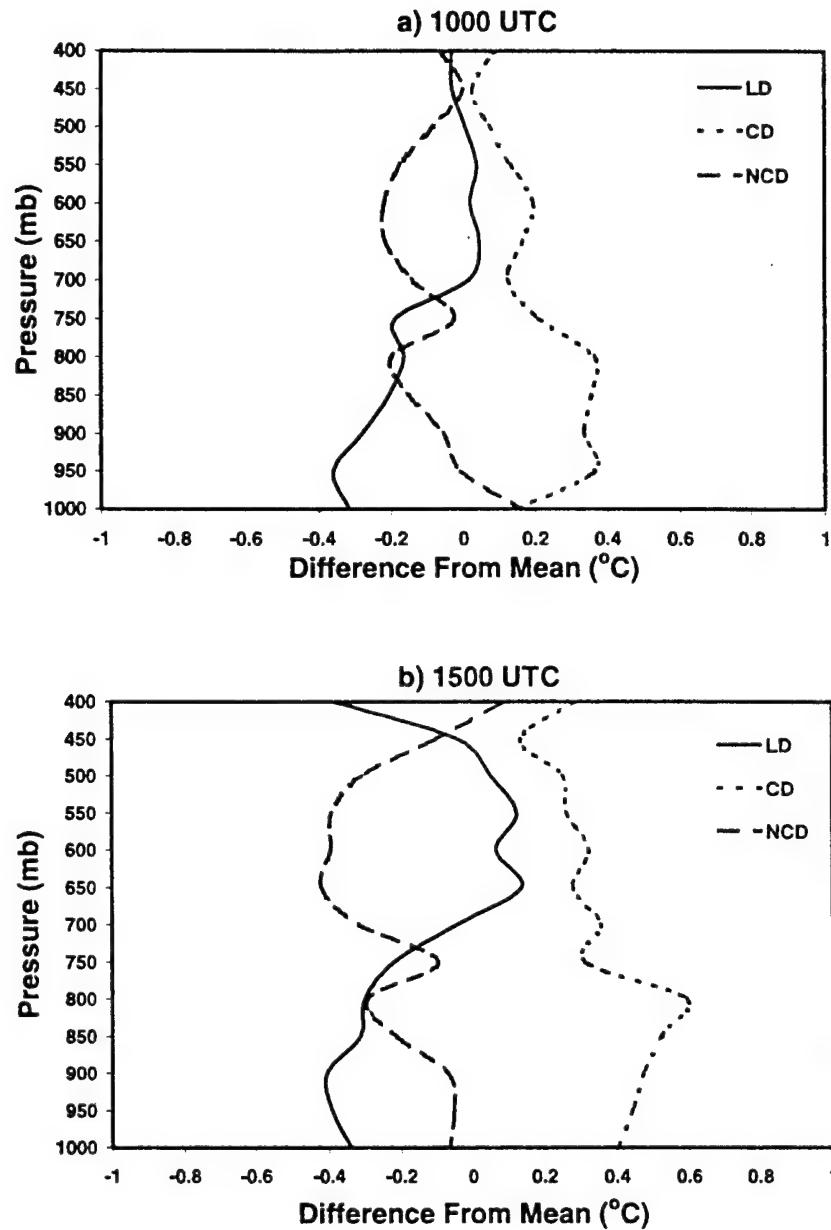 a) 1000 UTC
400
450
500
550
600
650
700
750
800
850
900
950
1000
Pressure (mb)
LD
CD
NCD
-1 -0.8 -0.6 -0.4 -0.2 0 0.2 0.4 0.6 0.8 1
Difference From Mean (°C)
b) 1500 UTC
400
450
500
550
600
650
700
750
800
850
900
950
1000
Pressure (mb)
LD
CD
NCD
-1 -0.8 -0.6 -0.4 -0.2 0 0.2 0.4 0.6 0.8 1
Difference From Mean (°C)